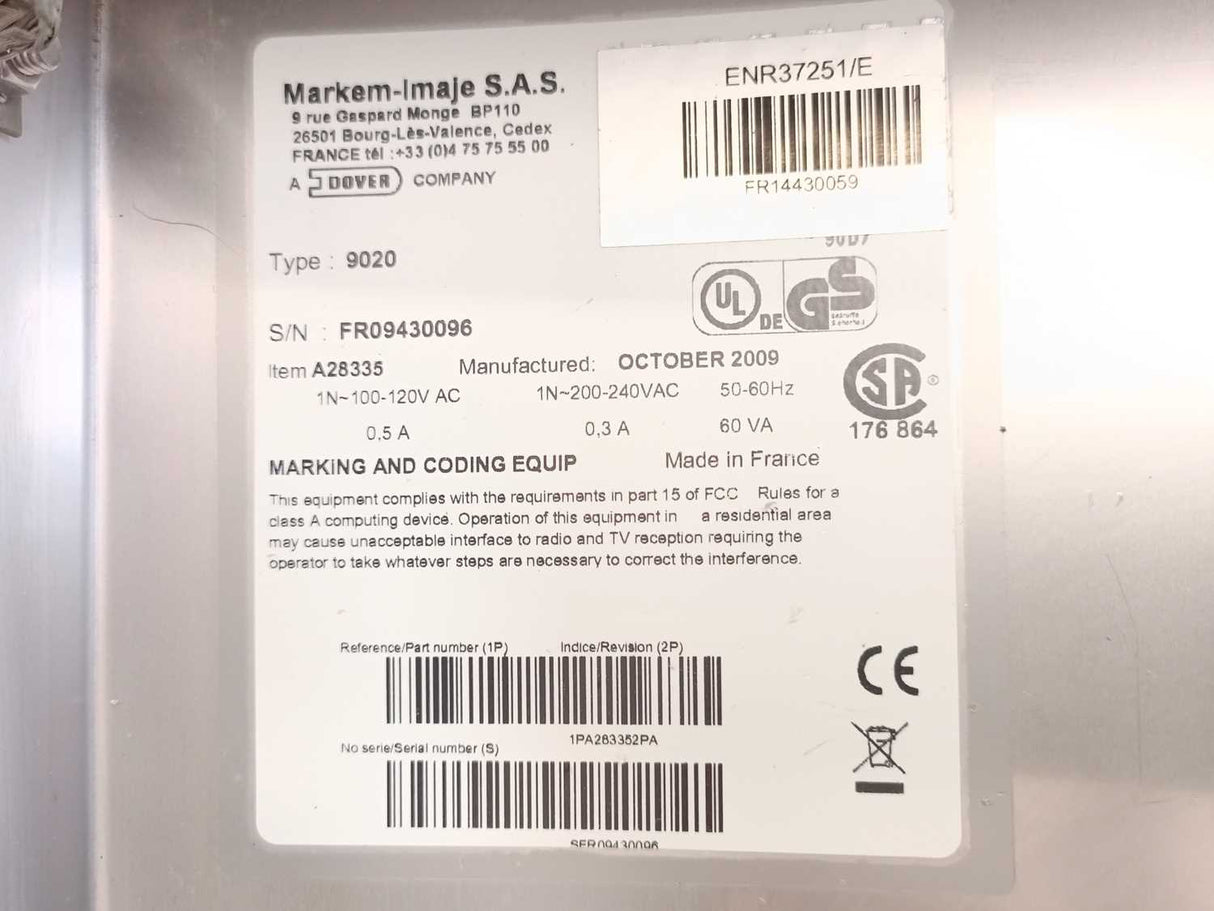 Markem-Imaje S.A.S.
9 rue Gaspard Monge BP110
26501 Bourg-Lès-Valence, Cedex
FRANCE tél :+33 (0)4 75 75 55 00
A DOVER COMPANY
ENR37251/E
FR14430059
Type : 9020
UL DE GS
S/N : FR09430096
Item A28335 Manufactured: OCTOBER 2009
1N~100-120V AC 1N~200-240VAC 50-60Hz
0,5 A 0,3 A 60 VA
SA ®
176 864
MARKING AND CODING EQUIP Made in France
This equipment complies with the requirements in part 15 of FCC Rules for a
class A computing device. Operation of this equipment in a residential area
may cause unacceptable interface to radio and TV reception requiring the
operator to take whatever steps are necessary to correct the interference.
Reference/Part number (1P) Indice/Revision (2P)
1PA283352PA
No serie/Serial number (S)
SFR09430096
CE